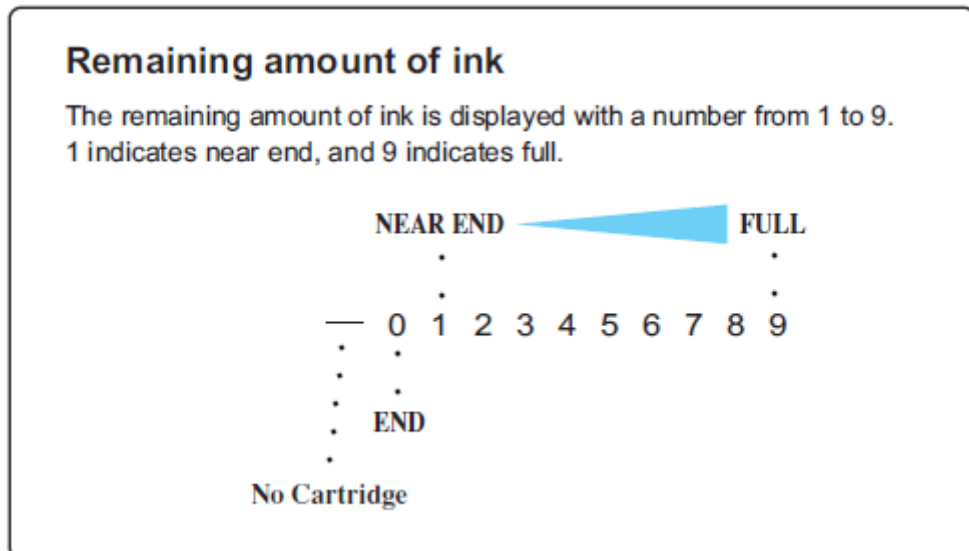 Remaining amount of ink
The remaining amount of ink is displayed with a number from 1 to 9.
1 indicates near end, and 9 indicates full.
NEAR END FULL
— 0 1 2 3 4 5 6 7 8 9
END
No Cartridge